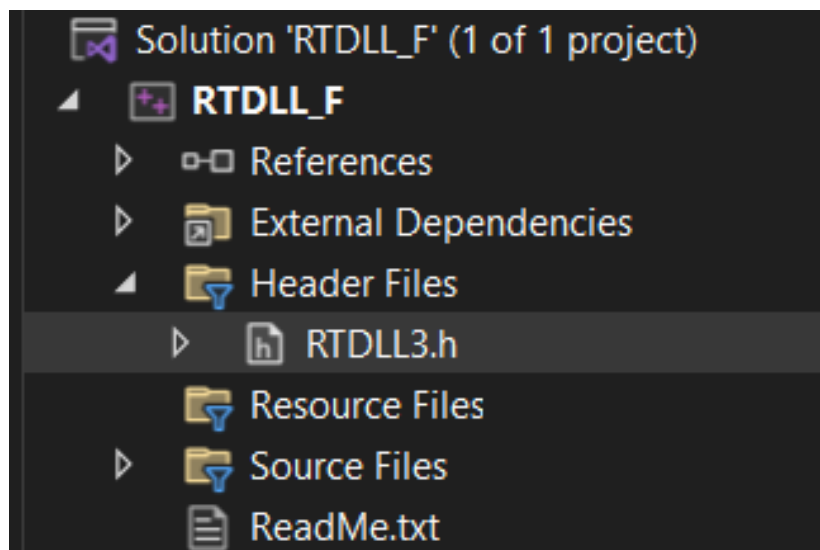 Solution 'RTDLL_F' (1 of 1 project)
RTDLL_F
References
External Dependencies
Header Files
RTDLL3.h
Resource Files
Source Files
ReadMe.txt